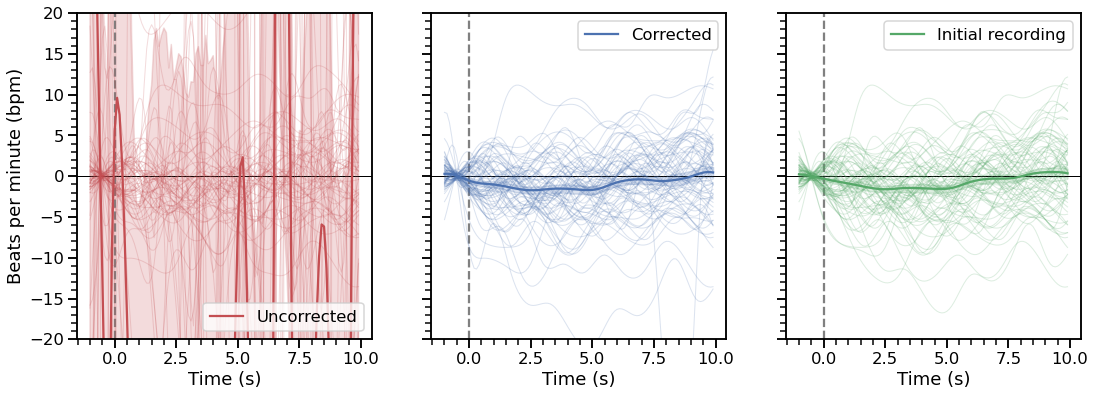 Beats per minute (bpm)
20
15
10
5
0
−5
−10
−15
−20
Uncorrected
0.0 2.5 5.0 7.5 10.0
Time (s)
Corrected
0.0 2.5 5.0 7.5 10.0
Time (s)
Initial recording
0.0 2.5 5.0 7.5 10.0
Time (s)